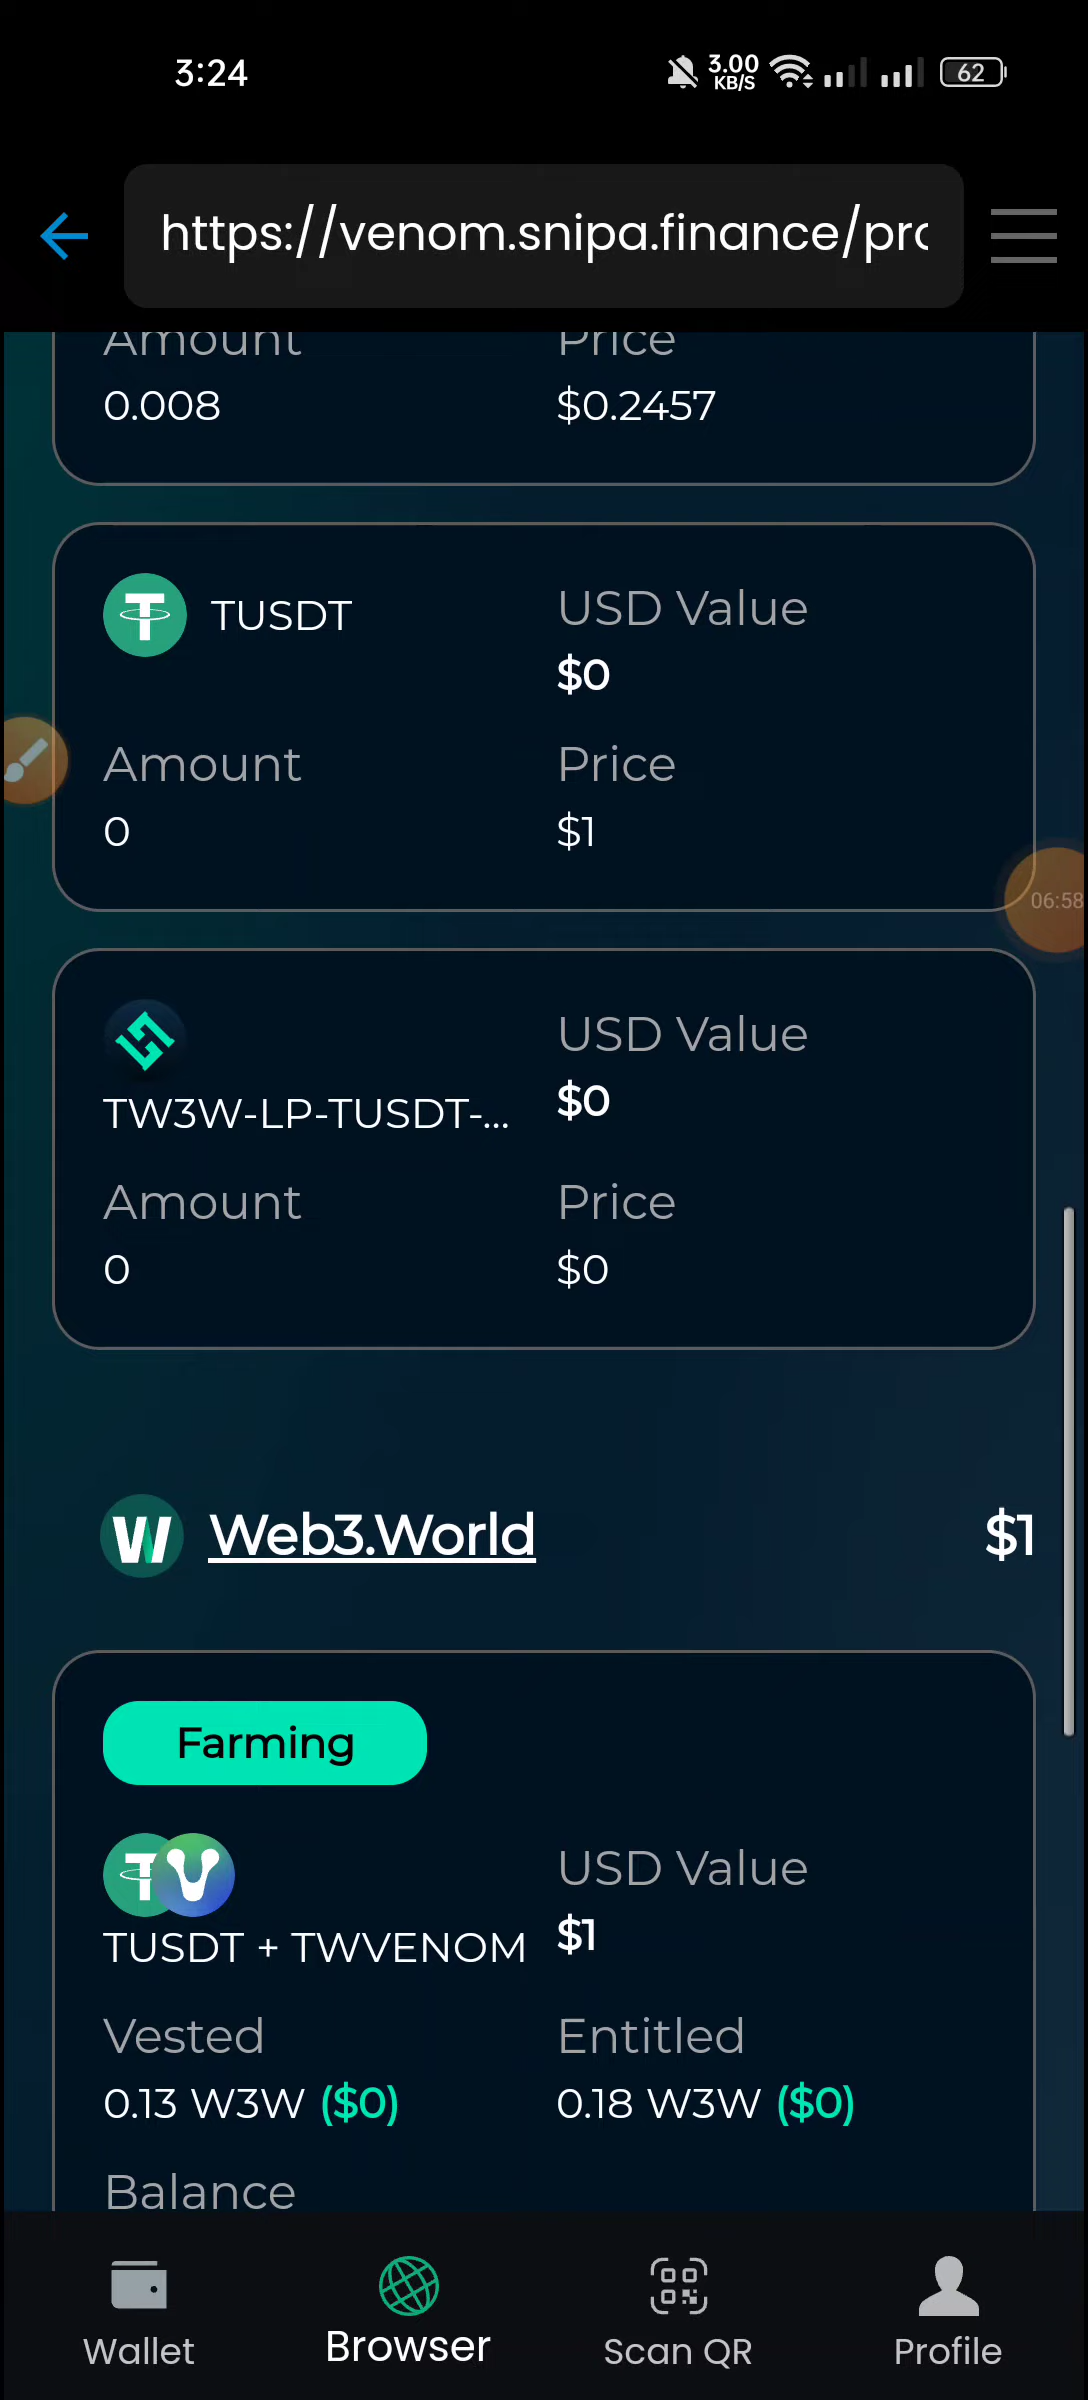 3:24
3.00
KB/S
62
https://venom.snipa.finance/pro
Amount
Price
0.008
$0.2457
TUSDT
USD Value
$0
Amount
Price
0
$1
06:58
USD Value
$0
TW3W-LP-TUSDT-...
Amount
Price
0
$0
Web3.World
$1
Farming
USD Value
TUSDT + TWVENOM
$1
Vested
Entitled
0.13 W3W ($0)
0.18 W3W ($0)
Balance
Wallet
Browser
Scan QR
Profile